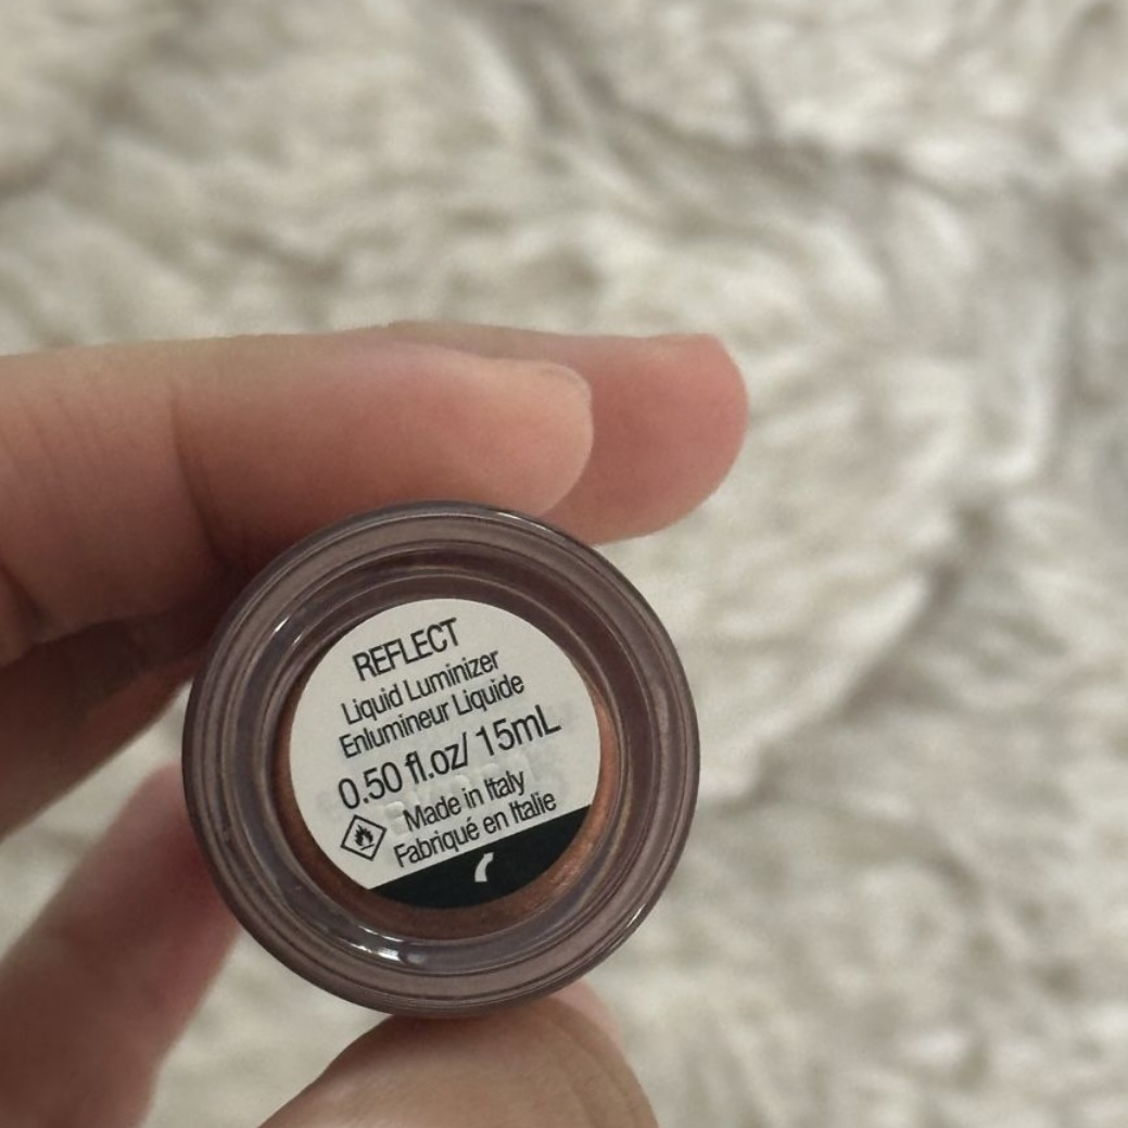 REFLECT
Liquid Luminizer
Enlumineur Liquide
0.50 fl.oz/ 15mL
Made in Italy
Fabriqué en Italie